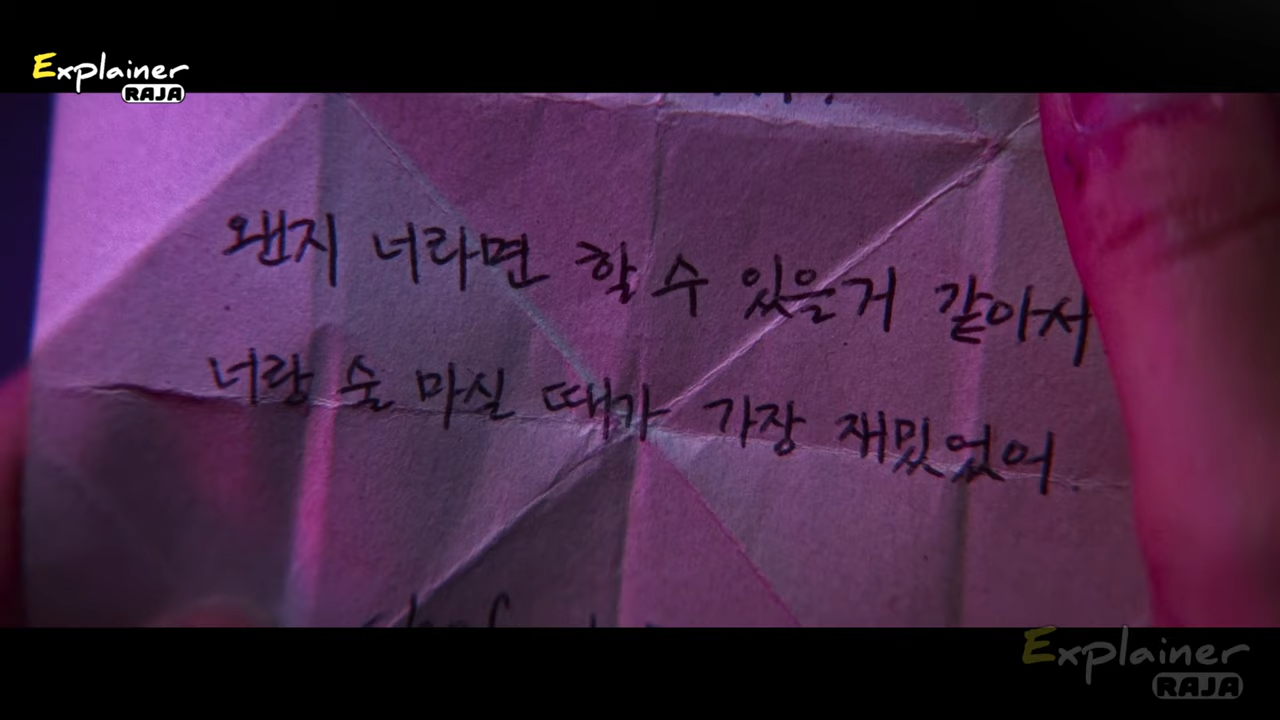 Explainer
RAJA
왠지 너라면 할 수 있을거 같아서
너랑 술 마실 때가 가장 재밌었어.
Explainer
RAJA